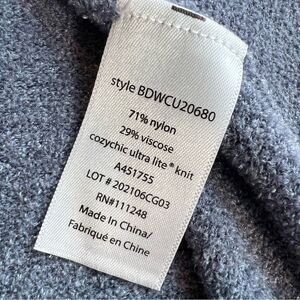 style BDWCU20680
71% nylon
29% viscose
cozychic ultra lite® knit
A451755
LOT # 202106CG03
RN#111248
Made In China/
Fabriqué en Chine